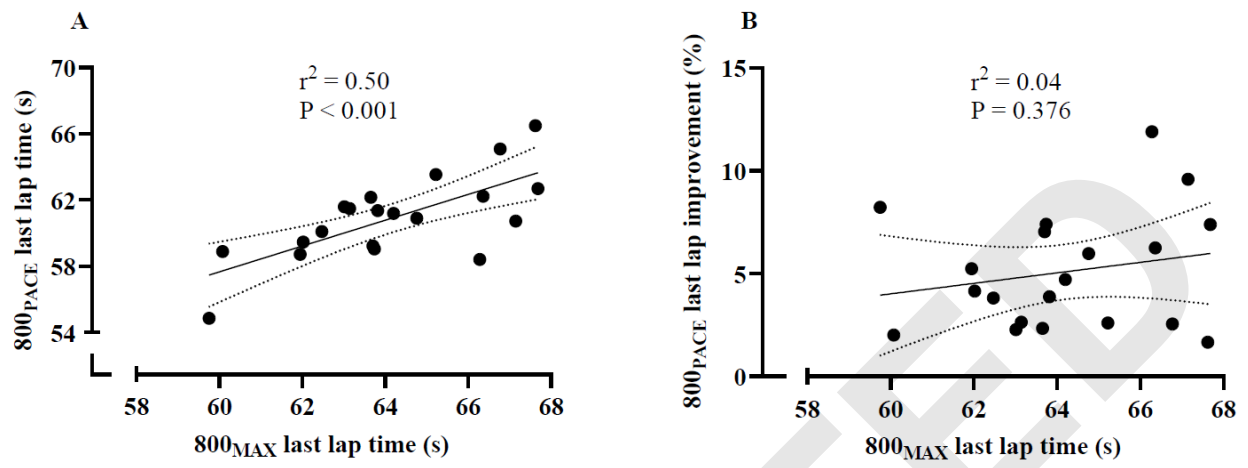 A
800PACE last lap time (s)
70
66
62
58
54
r2 = 0.50
P < 0.001
58 60 62 64 66 68
800MAX last lap time (s)
B
800PACE last lap improvement (%)
15
10
5
0
r2 = 0.04
P = 0.376
58 60 62 64 66 68
800MAX last lap time (s)